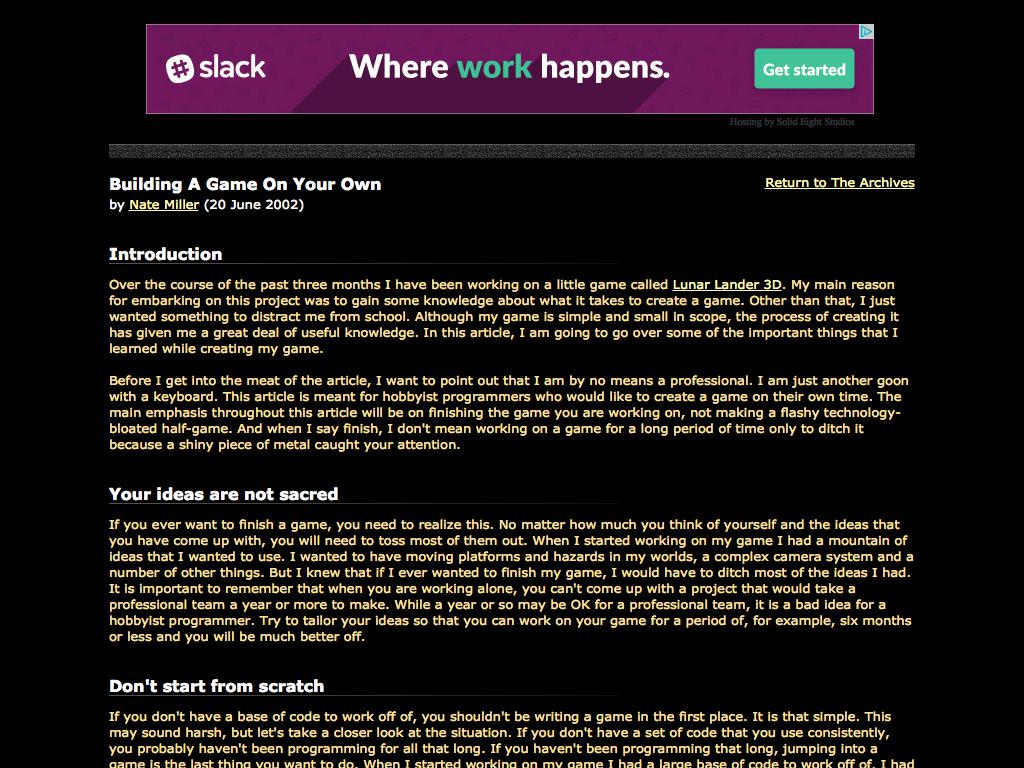 slack
Where work happens.
Get started
Hosting by Solid Eight Studios
Building A Game On Your Own
Return to The Archives
by Nate Miller (20 June 2002)
Introduction
Over the course of the past three months I have been working on a little game called Lunar Lander 3D. My main reason
for embarking on this project was to gain some knowledge about what it takes to create a game. Other than that, I just
wanted something to distract me from school. Although my game is simple and small in scope, the process of creating it
has given me a great deal of useful knowledge. In this article, I am going to go over some of the important things that I
learned while creating my game.
Before I get into the meat of the article, I want to point out that I am by no means a professional. I am just another goon
with a keyboard. This article is meant for hobbyist programmers who would like to create a game on their own time. The
main emphasis throughout this article will be on finishing the game you are working on, not making a flashy technology-
bloated half-game. And when I say finish, I don't mean working on a game for a long period of time only to ditch it
because a shiny piece of metal caught your attention.
Your ideas are not sacred
If you ever want to finish a game, you need to realize this. No matter how much you think of yourself and the ideas that
you have come up with, you will need to toss most of them out. When I started working on my game I had a mountain of
ideas that I wanted to use. I wanted to have moving platforms and hazards in my worlds, a complex camera system and a
number of other things. But I knew that if I ever wanted to finish my game, I would have to ditch most of the ideas I had.
It is important to remember that when you are working alone, you can't come up with a project that would take a
professional team a year or more to make. While a year or so may be OK for a professional team, it is a bad idea for a
hobbyist programmer. Try to tailor your ideas so that you can work on your game for a period of, for example, six months
or less and you will be much better off.
Don't start from scratch
If you don't have a base of code to work off of, you shouldn't be writing a game in the first place. It is that simple. This
may sound harsh, but let's take a closer look at the situation. If you don't have a set of code that you use consistently,
you probably haven't been programming for all that long. If you haven't been programming that long, jumping into a
game is the last thing you want to do. When I started working on my game I had a large base of code to work off of. I had